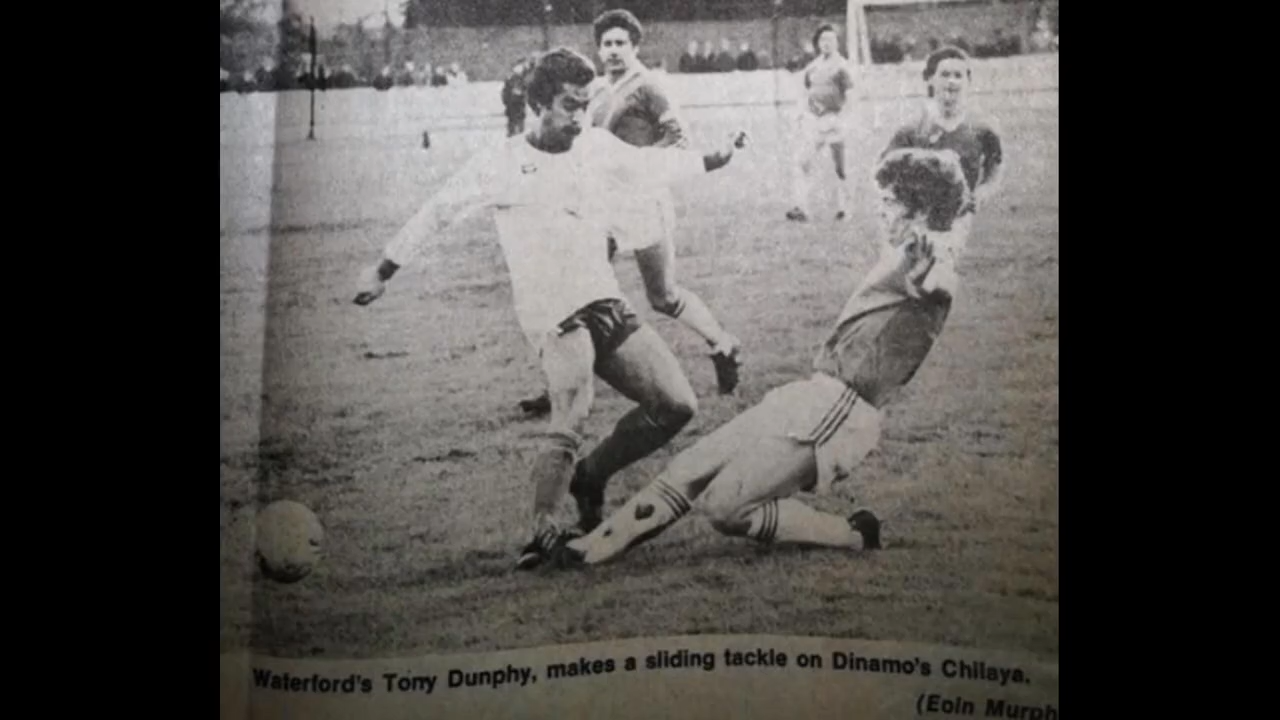 Waterford's Tony Dunphy, makes a sliding tackle on Dinamo's Chilaya.
(Eoin Murph